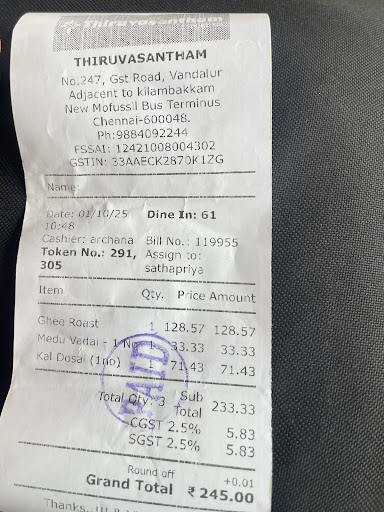 Thiruvasantham
THIRUVASANTHAM
No.247, Gst Road, Vandalur
Adjacent to kilambakkam
New Mofussil Bus Terminus
Chennai-600048.
Ph:9884092244
FSSAI: 12421008004302
GSTIN: 33AAECK2870K1ZG
Name:
Date: 01/10/25 Dine In: 61
10:48
Cashier: archana Bill No.: 119955
Token No.: 291, Assign to:
305 sathapriya
Item Qty. Price Amount
Ghee Roast 1 128.57 128.57
Medu Vadai - 1 No 1 33.33 33.33
Kal Dosai (1no) 1 71.43 71.43
PAID
Total Qty: 3 Sub Total 233.33
CGST 2.5% 5.83
SGST 2.5% 5.83
Round off +0.01
Grand Total ₹ 245.00
Thanks..